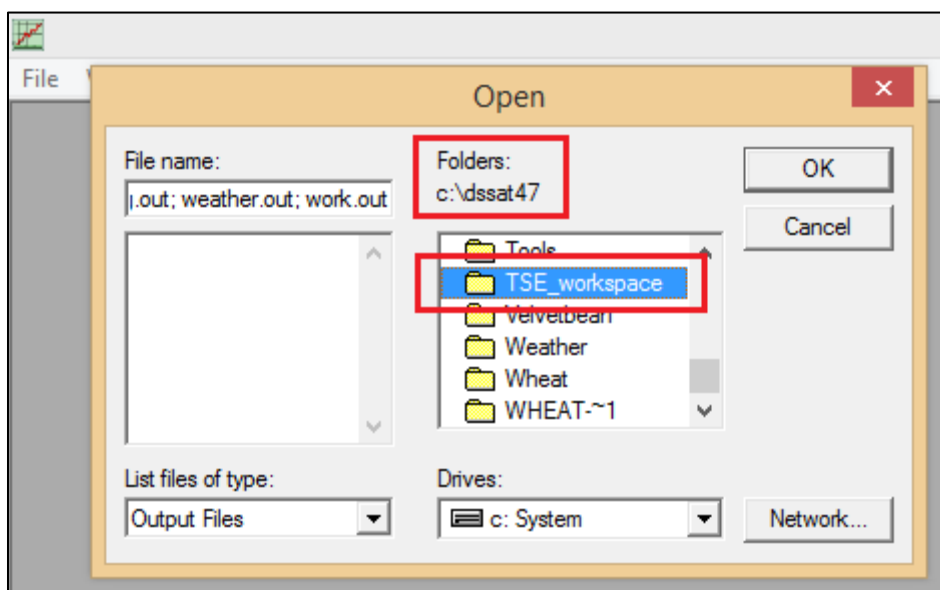 File
Open
File name:
.out; weather.out; work.out
Folders:
c:\dssat47
OK
Cancel
Tools
TSE_workspace
Velvetbean
Weather
Wheat
WHEAT-~1
List files of type:
Output Files
Drives:
c: System
Network...